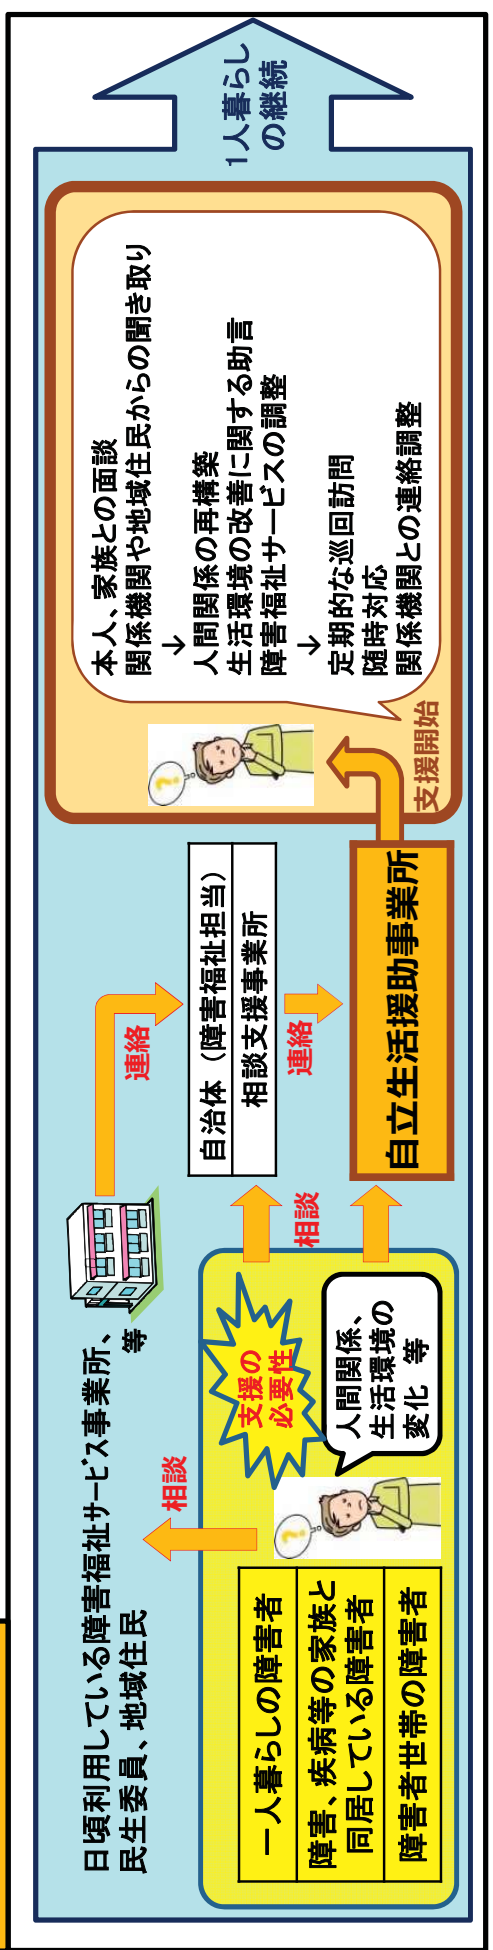 日頃利用している障害福祉サービス事業所、
民生委員、地域住民
等
相談
連絡
一人暮らしの障害者
障害、疾病等の家族と
同居している障害者
障害者世帯の障害者
支援の
必要性
人間関係、
生活環境の
変化 等
相談
自治体（障害福祉担当）
相談支援事業所
連絡
自立生活援助事業所
支援開始
本人、家族との面談
関係機関や地域住民からの聞き取り
↓
人間関係の再構築
生活環境の改善に関する助言
障害福祉サービスの調整
↓
定期的な巡回訪問
随時対応
関係機関との連絡調整
1人暮らし
の継続